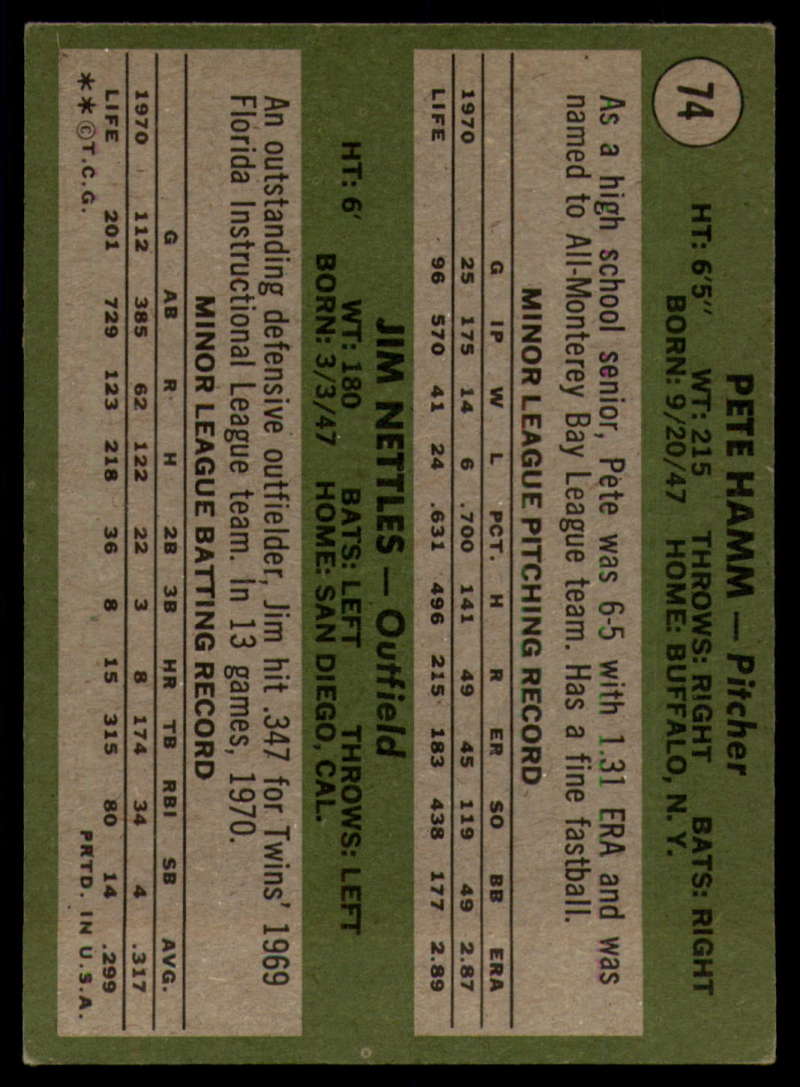 74
PETE HAMM — Pitcher
HT: 6'5" WT: 215 THROWS: RIGHT BATS: RIGHT
BORN: 9/20/47 HOME: BUFFALO, N. Y.
As a high school senior, Pete was 6-5 with 1.31 ERA and was
named to All-Monterey Bay League team. Has a fine fastball.
MINOR LEAGUE PITCHING RECORD
G IP W L PCT. H R ER SO BB ERA
1970 25 175 14 6 .700 141 49 45 119 49 2.87
LIFE 96 570 41 24 .631 496 215 183 438 177 2.89
JIM NETTLES — Outfield
HT: 6' WT: 180 BATS: LEFT THROWS: LEFT
BORN: 3/3/47 HOME: SAN DIEGO, CAL.
An outstanding defensive outfielder, Jim hit .347 for Twins' 1969
Florida Instructional League team. In 13 games, 1970.
MINOR LEAGUE BATTING RECORD
G AB R H 2B 3B HR TB RBI SB AVG.
1970 112 385 62 122 22 3 8 174 34 4 .317
LIFE 201 729 123 218 36 8 15 315 80 14 .299
**©T.C.G. PRTD. IN U.S.A.